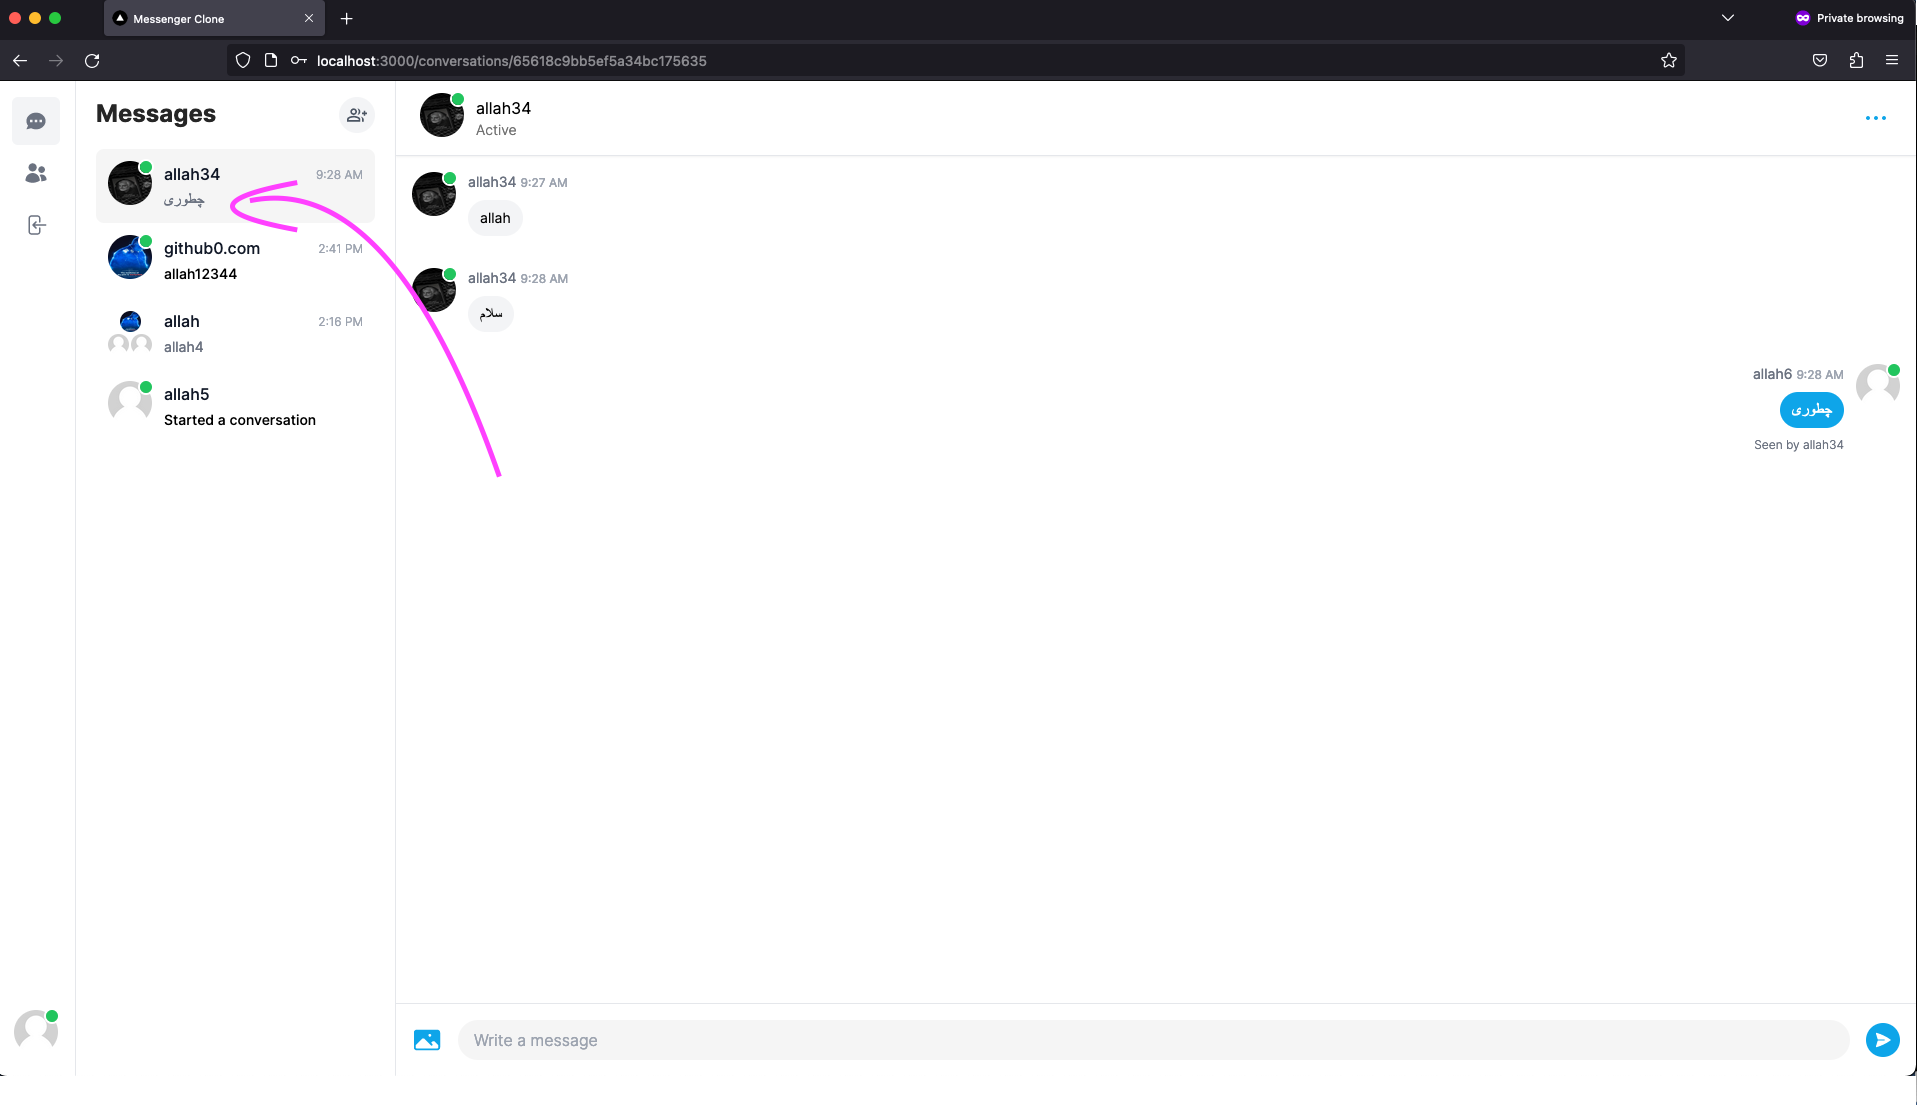 Messenger Clone
Private browsing
localhost:3000/conversations/65618c9bb5ef5a34bc175635
Messages
allah34
9:28 AM
چطوری
github0.com
2:41 PM
allah12344
allah
2:16 PM
allah4
allah5
Started a conversation
allah34
Active
allah34 9:27 AM
allah
allah34 9:28 AM
سلام
allah6 9:28 AM
چطوری
Seen by allah34
Write a message